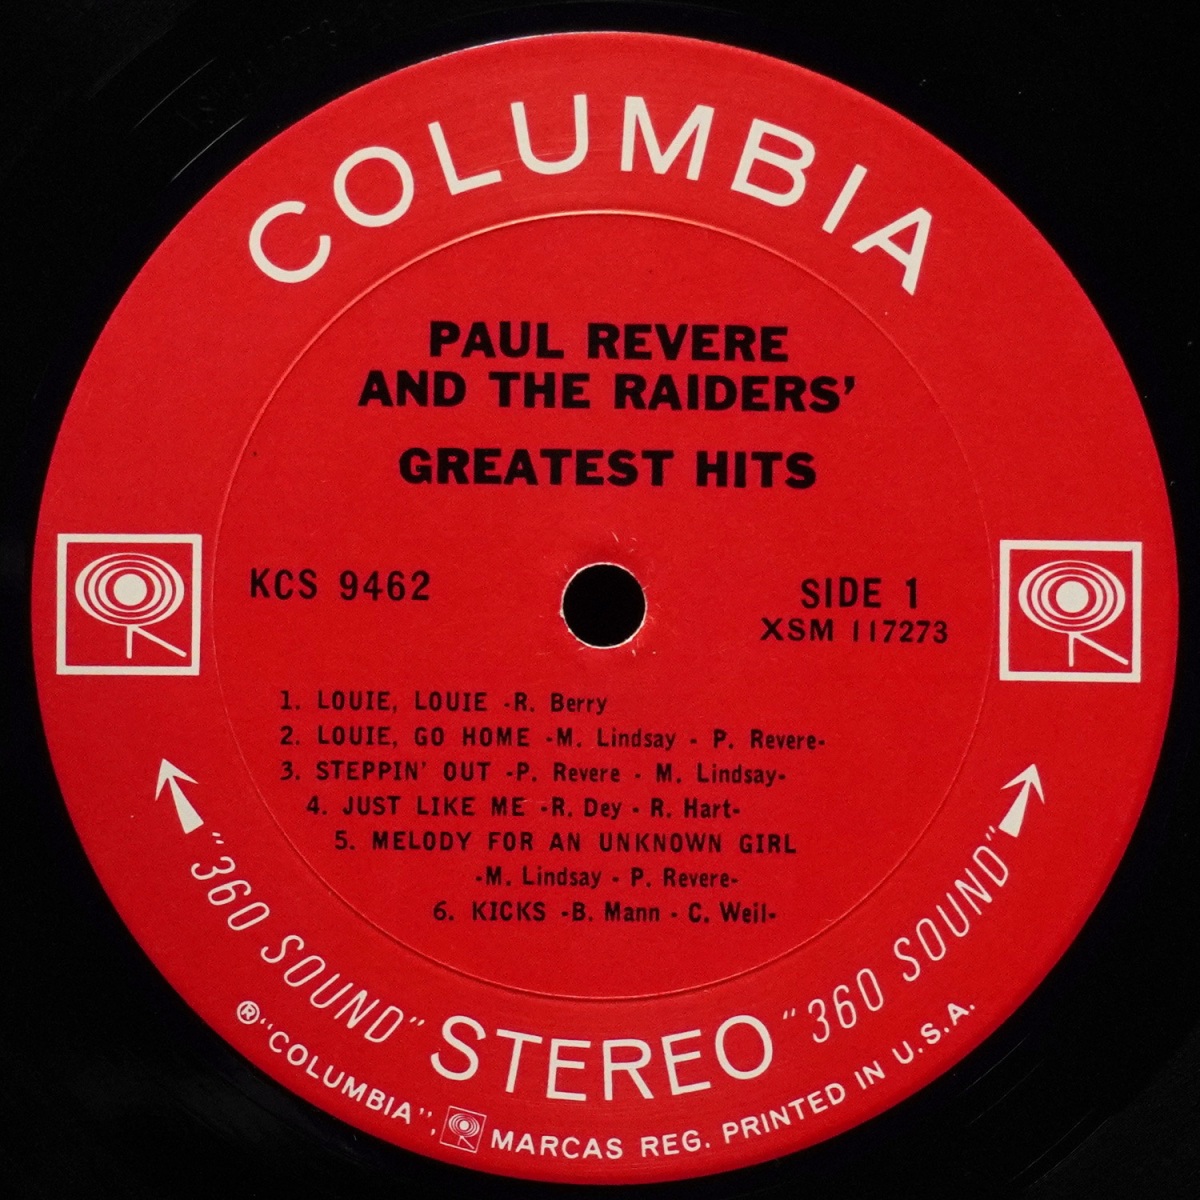 COLUMBIA
PAUL REVERE
AND THE RAIDERS'
GREATEST HITS
KCS 9462
SIDE 1
XSM 117273
1. LOUIE, LOUIE -R. Berry
2. LOUIE, GO HOME -M. Lindsay - P. Revere-
3. STEPPIN' OUT -P. Revere - M. Lindsay-
4. JUST LIKE ME -R. Dey - R. Hart-
5. MELODY FOR AN UNKNOWN GIRL
-M. Lindsay - P. Revere-
6. KICKS -B. Mann - C. Weil-
"360 SOUND" STEREO "360 SOUND"
®"COLUMBIA", MARCAS REG. PRINTED IN U.S.A.